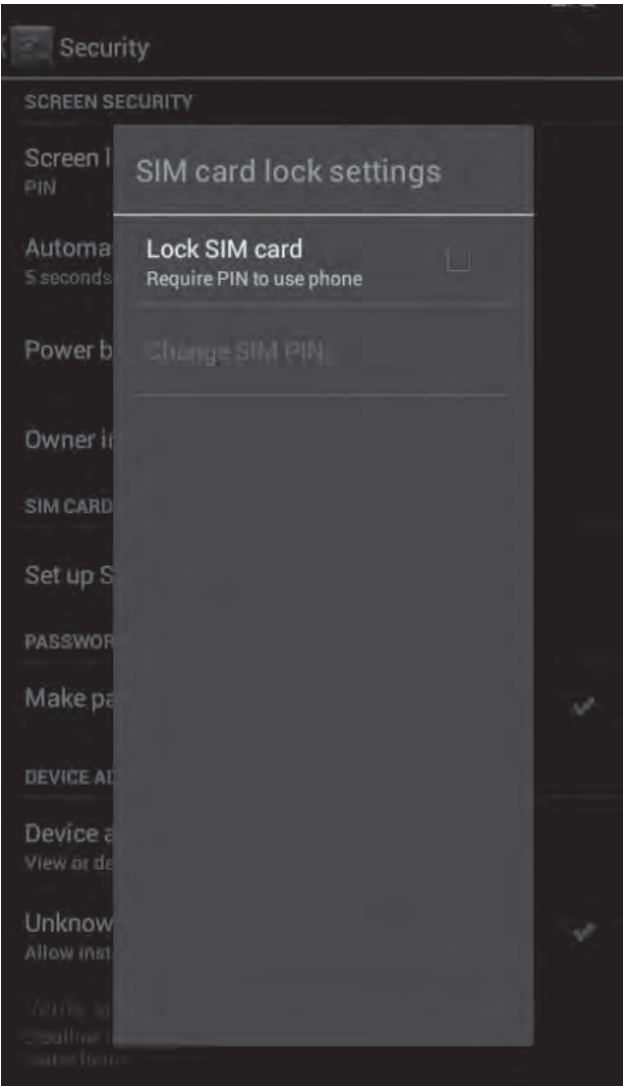 Security
SCREEN SECURITY
Screen l
PIN
SIM card lock settings
Automa
5 seconds
Lock SIM card
Require PIN to use phone
Power b
Change SIM PIN
Owner i
SIM CARD
Set up S
PASSWOR
Make pa
DEVICE AD
Device a
View or de
Unknow
Allow inst